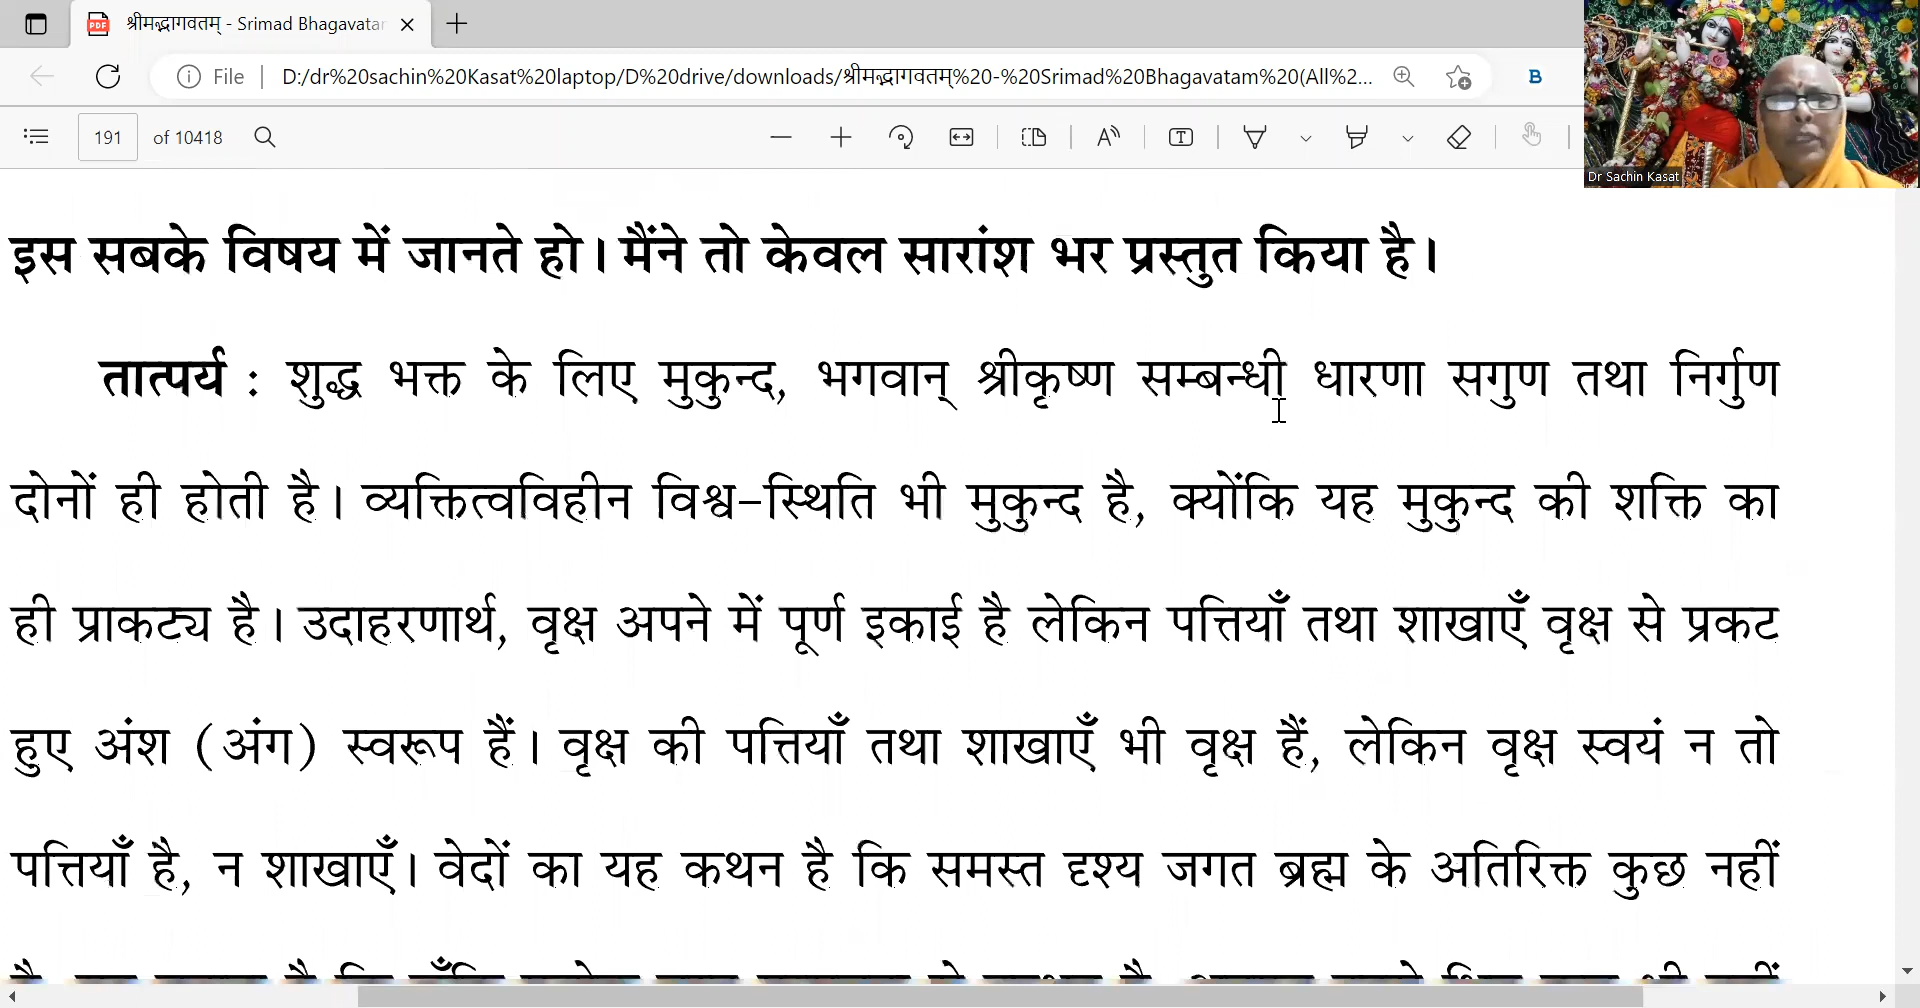 श्रीमद्भागवतम् - Srimad Bhagavatar
File
D:/dr%20sachin%20Kasat%20laptop/D%20drive/downloads/श्रीमद्भागवतम्%20-%20Srimad%20Bhagavatam%20(All%2...
B
191 of 10418
Dr Sachin Kasat
इस सबके विषय में जानते हो। मैंने तो केवल सारांश भर प्रस्तुत किया है।
तात्पर्य : शुद्ध भक्त के लिए मुकुन्द, भगवान् श्रीकृष्ण सम्बन्धी धारणा सगुण तथा निर्गुण
दोनों ही होती है। व्यक्तित्वविहीन विश्व-स्थिति भी मुकुन्द है, क्योंकि यह मुकुन्द की शक्ति का
ही प्राकट्य है। उदाहरणार्थ, वृक्ष अपने में पूर्ण इकाई है लेकिन पत्तियाँ तथा शाखाएँ वृक्ष से प्रकट
हुए अंश (अंग) स्वरूप हैं। वृक्ष की पत्तियाँ तथा शाखाएँ भी वृक्ष हैं, लेकिन वृक्ष स्वयं न तो
पत्तियाँ है, न शाखाएँ। वेदों का यह कथन है कि समस्त दृश्य जगत ब्रह्म के अतिरिक्त कुछ नहीं